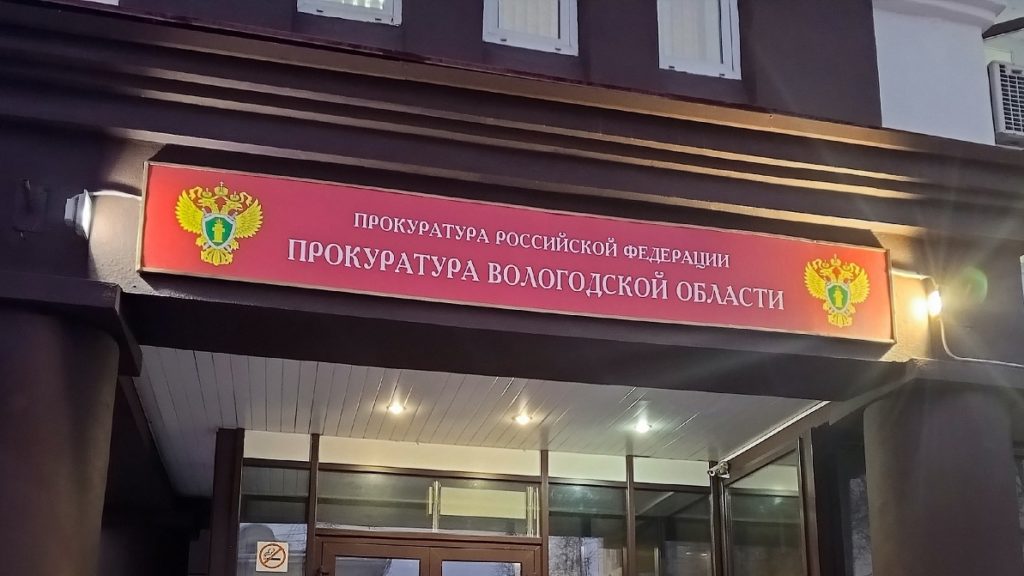 ПРОКУРАТУРА РОССИЙСКОЙ ФЕДЕРАЦИИ
ПРОКУРАТУРА ВОЛОГОДСКОЙ ОБЛАСТИ